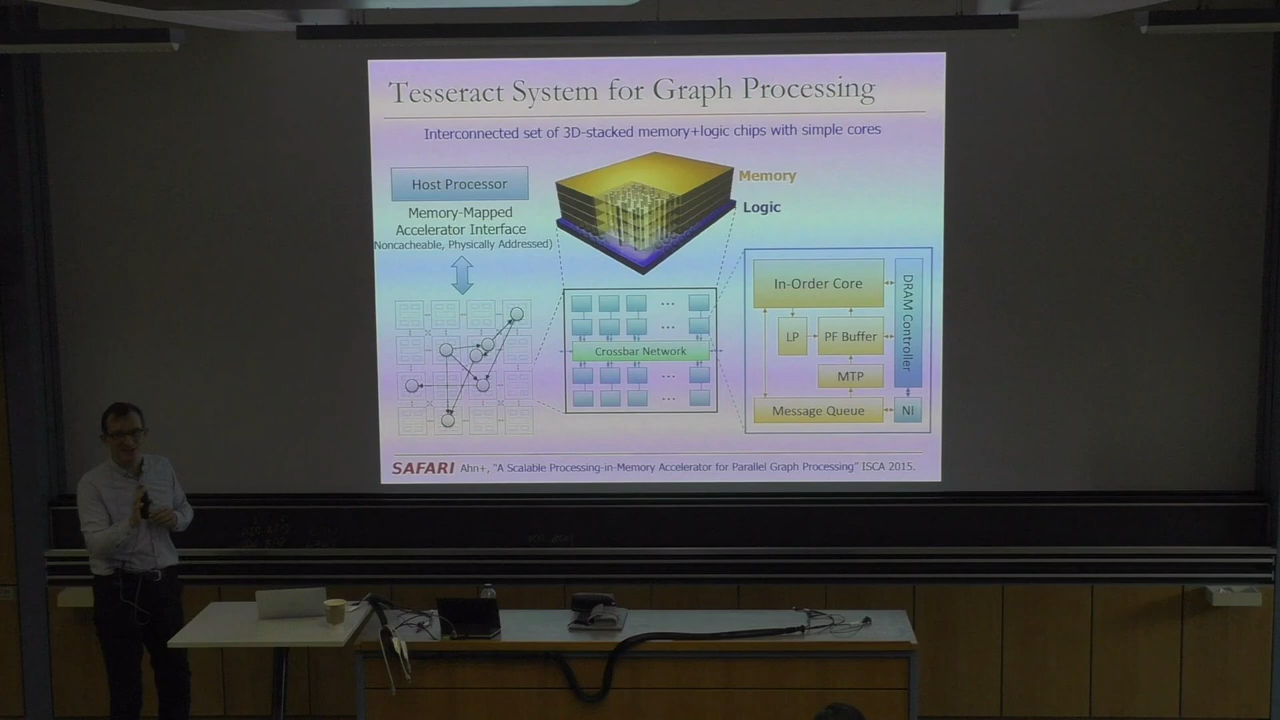 Tesseract System for Graph Processing
Interconnected set of 3D-stacked memory+logic chips with simple cores
Host Processor
Memory-Mapped
Accelerator Interface
Noncacheable, Physically Addressed)
Memory
Logic
...
...
Crossbar Network
...
...
In-Order Core
LP
PF Buffer
MTP
Message Queue
DRAM Controller
NI
SAFARI Ahn+, “A Scalable Processing-in-Memory Accelerator for Parallel Graph Processing” ISCA 2015.